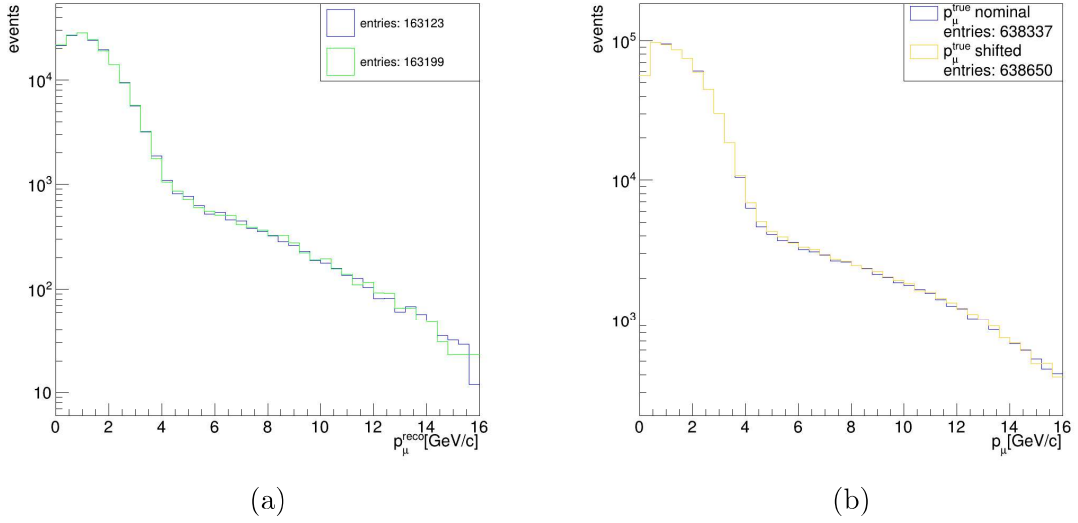 events
entries: 163123
entries: 163199
10^4
10^3
10^2
10
0 2 4 6 8 10 12 14 16
p_μ^reco[GeV/c]
(a)
events
p_μ^true nominal
entries: 638337
p_μ^true shifted
entries: 638650
10^5
10^4
10^3
0 2 4 6 8 10 12 14 16
p_μ[GeV/c]
(b)